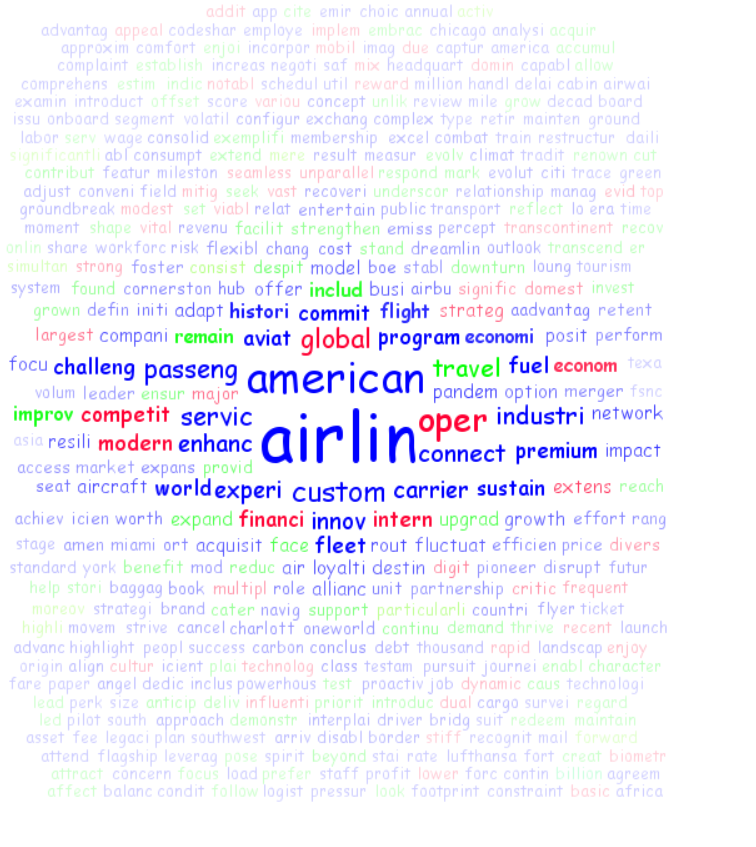 addit app cite emir choic annual activ
advantag appeal codeshar employe implem embrac chicago analysi acquir
approxim comfort enjoi incorpor mobil imag due captur america accumul
complaint establish increas negoti saf mix headquart domin capabl allow
comprehens estim indic notabl schedul util reward million handl delai cabin airwai
examin introduct offset score variou concept unlik review mile grow decad board
issu onboard segment volatil configur exchang complex type retir mainten ground
labor serv wage consolid exemplifi membership excel combat train restructur daili
significantli abl consumpt extend mere result measur evolv climat tradit renown cut
contribut featur mileston seamless unparallel respond mark evolut citi trace green
adjust conveni field mitig seek vast recoveri underscor relationship manag evid top
groundbreak modest set viabl relat entertain public transport reflect lo era time
moment shape vital revenu facilit strengthen emiss percept transcontinent recov
onlin share workforc risk flexibl chang cost stand dreamlin outlook transcend er
simultan strong foster consist despit model boe stabl downturn loung tourism
system found cornerston hub offer includ busi airbu signific domest invest
grown defin initi adapt histori commit flight strateg aadvantag retent
largest compani remain aviat global program economi posit perform
focu challeng passeng american travel fuel econom texa
volum leader ensur major pandem option merger fsnc
improv competit servic airlin oper industri network
asia resili modern enhanc connect premium impact
access market expans provid
seat aircraft world experi custom carrier sustain extens reach
achiev icien worth expand financi innov intern upgrad growth effort rang
stage amen miami ort acquisit face fleet rout fluctuat efficien price divers
standard york benefit mod reduc air loyalti destin digit pioneer disrupt futur
help stori baggag book multipl role allianc unit partnership critic frequent
moreov strategi brand cater navig support particularli countri flyer ticket
highli movem strive cancel charlott oneworld continu demand thrive recent launch
advanc highlight peopl success carbon conclus debt thousand rapid landscap enjoy
origin align cultur icient plai technolog class testam pursuit journei enabl character
fare paper angel dedic inclus powerhous test proactiv job dynamic caus technologi
lead perk size anticip deliv influenti priorit introduc dual cargo survei regard
led pilot south approach demonstr interplai driver bridg suit redeem maintain
asset fee legaci plan southwest arriv disabl border stiff recognit mail forward
attend flagship leverag pose spirit beyond stai rate lufthansa fort creat biometr
attract concern focus load prefer staff profit lower forc contin billion agreem
affect balanc condit follow logist pressur look footprint constraint basic africa